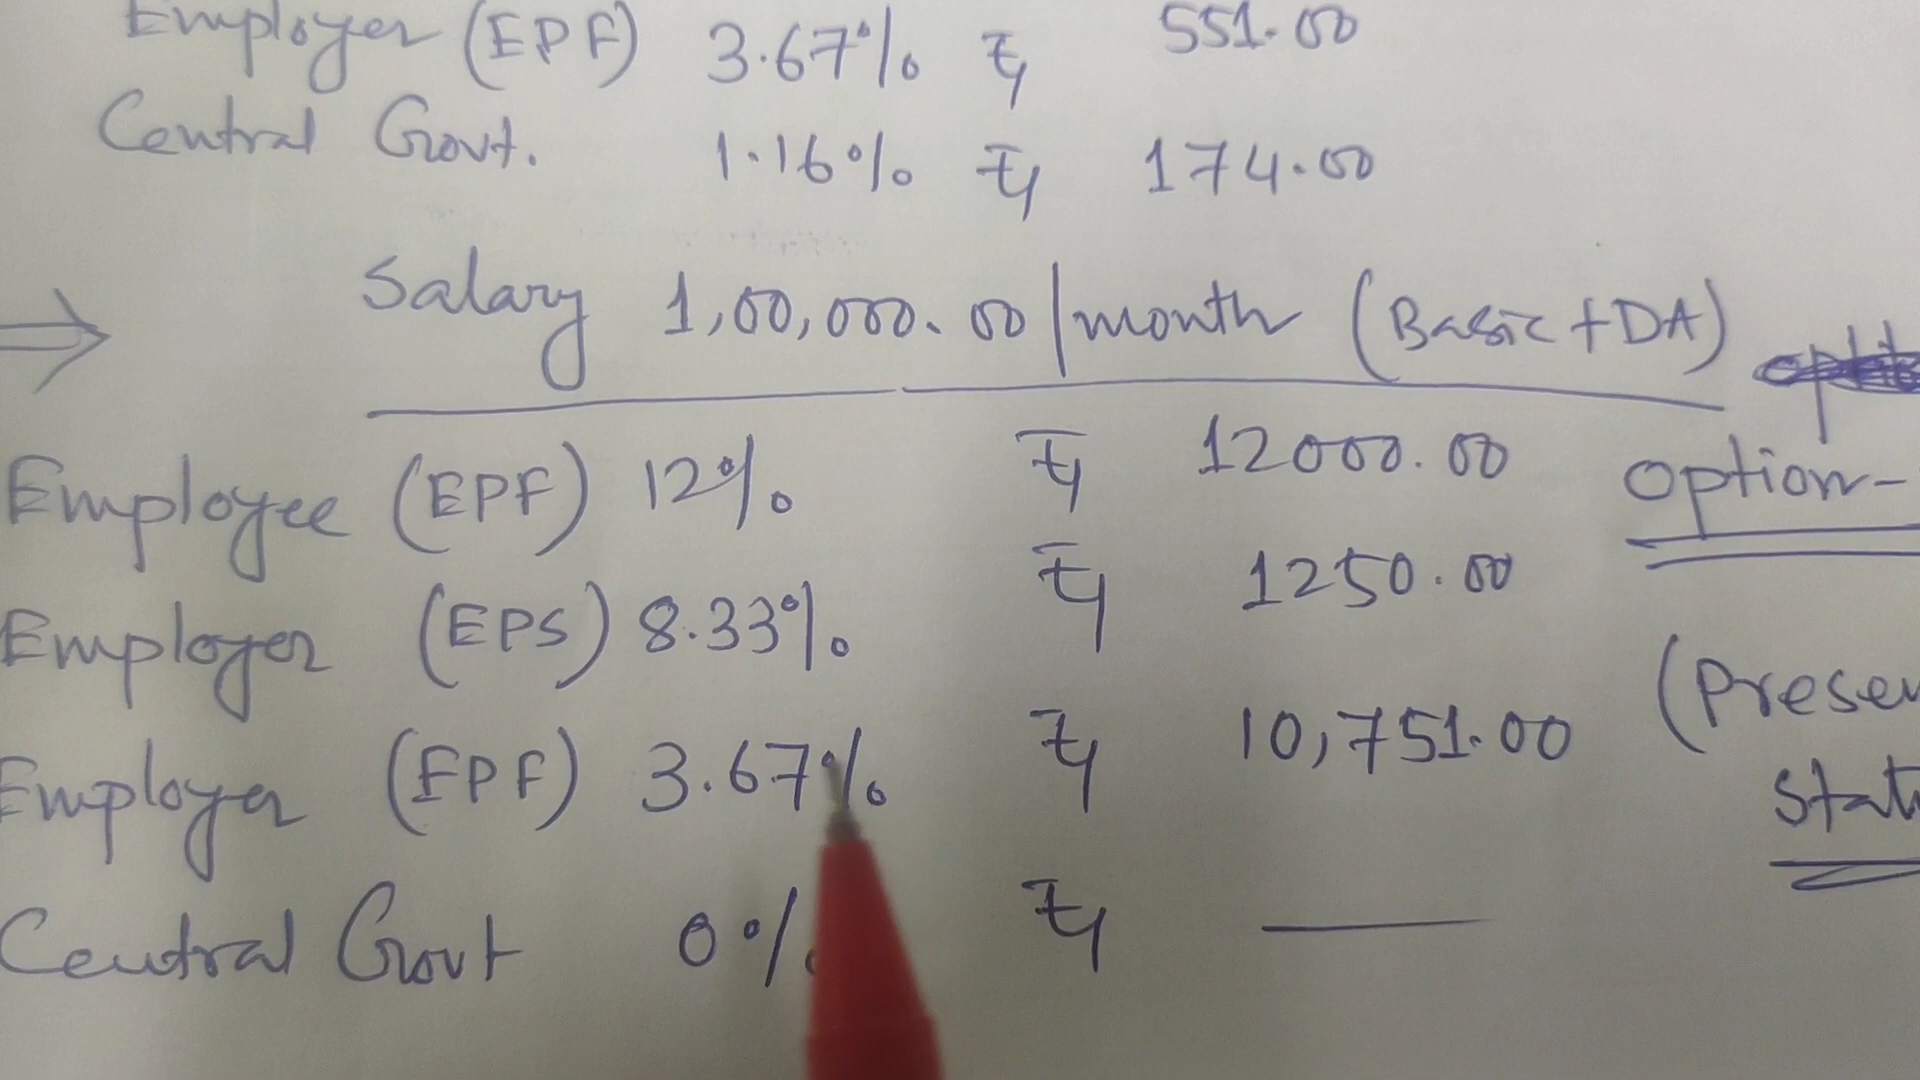 Employer (EPF) 3.67% ₹ 551.00
Central Govt. 1.16% ₹ 174.00
⇒ Salary 1,00,000.00/month (Basic+DA)
Employee (EPF) 12% ₹ 12000.00 option-
Employer (EPS) 8.33% ₹ 1250.00
Employer (EPF) 3.67% ₹ 10,751.00 (Presen
Central Govt 0% ₹ — Stat